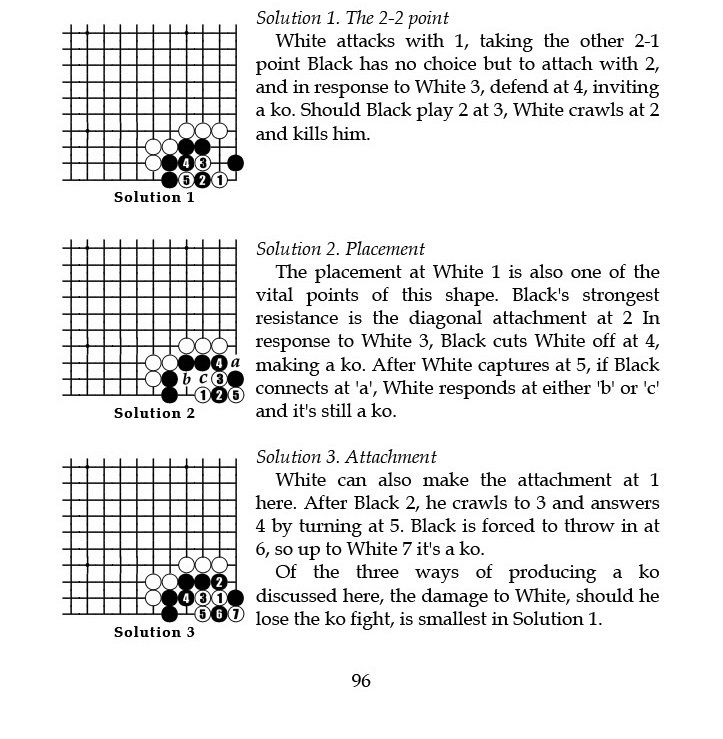 Solution 1. The 2-2 point
White attacks with 1, taking the other 2-1
point Black has no choice but to attach with 2,
and in response to White 3, defend at 4, inviting
a ko. Should Black play 2 at 3, White crawls at 2
and kills him.
4 3
5 2 1
Solution 1
Solution 2. Placement
The placement at White 1 is also one of the
vital points of this shape. Black's strongest
resistance is the diagonal attachment at 2 In
response to White 3, Black cuts White off at 4,
making a ko. After White captures at 5, if Black
connects at 'a', White responds at either 'b' or 'c'
and it's still a ko.
4 a
b c 3
1 2 5
Solution 2
Solution 3. Attachment
White can also make the attachment at 1
here. After Black 2, he crawls to 3 and answers
4 by turning at 5. Black is forced to throw in at
6, so up to White 7 it's a ko.
Of the three ways of producing a ko
discussed here, the damage to White, should he
lose the ko fight, is smallest in Solution 1.
2
4 3 1
5 6 7
Solution 3
96